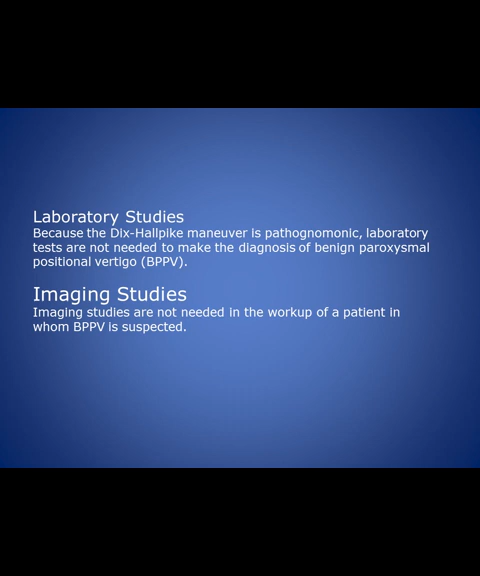 Laboratory Studies
Because the Dix-Hallpike maneuver is pathognomonic, laboratory
tests are not needed to make the diagnosis of benign paroxysmal
positional vertigo (BPPV).
Imaging Studies
Imaging studies are not needed in the workup of a patient in
whom BPPV is suspected.